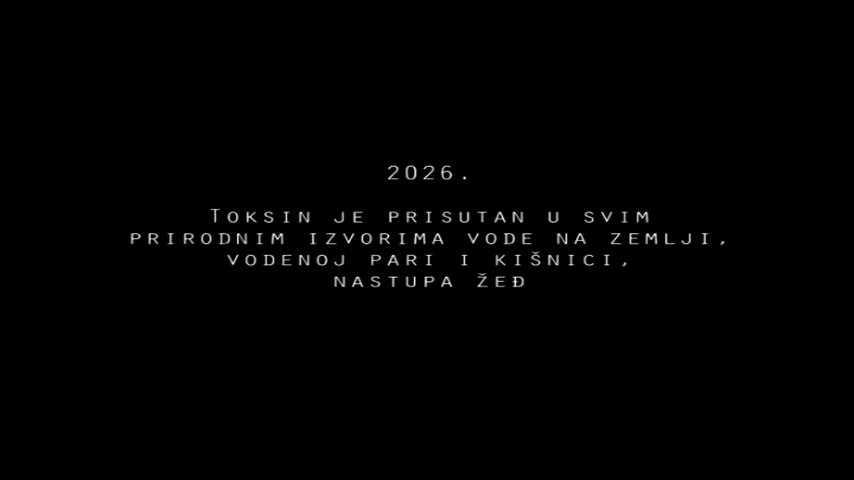 2026.
Toksin je prisutan u svim
prirodnim izvorima vode na zemlji,
vodenoj pari i kišnici,
nastupa žeđ